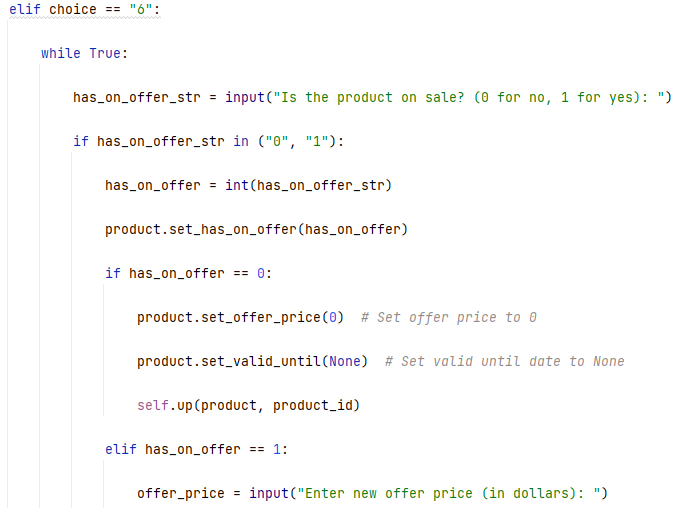 elif choice == "6":
while True:
has_on_offer_str = input("Is the product on sale? (0 for no, 1 for yes): ")
if has_on_offer_str in ("0", "1"):
has_on_offer = int(has_on_offer_str)
product.set_has_on_offer(has_on_offer)
if has_on_offer == 0:
product.set_offer_price(0)  # Set offer price to 0
product.set_valid_until(None)  # Set valid until date to None
self.up(product, product_id)
elif has_on_offer == 1:
offer_price = input("Enter new offer price (in dollars): ")